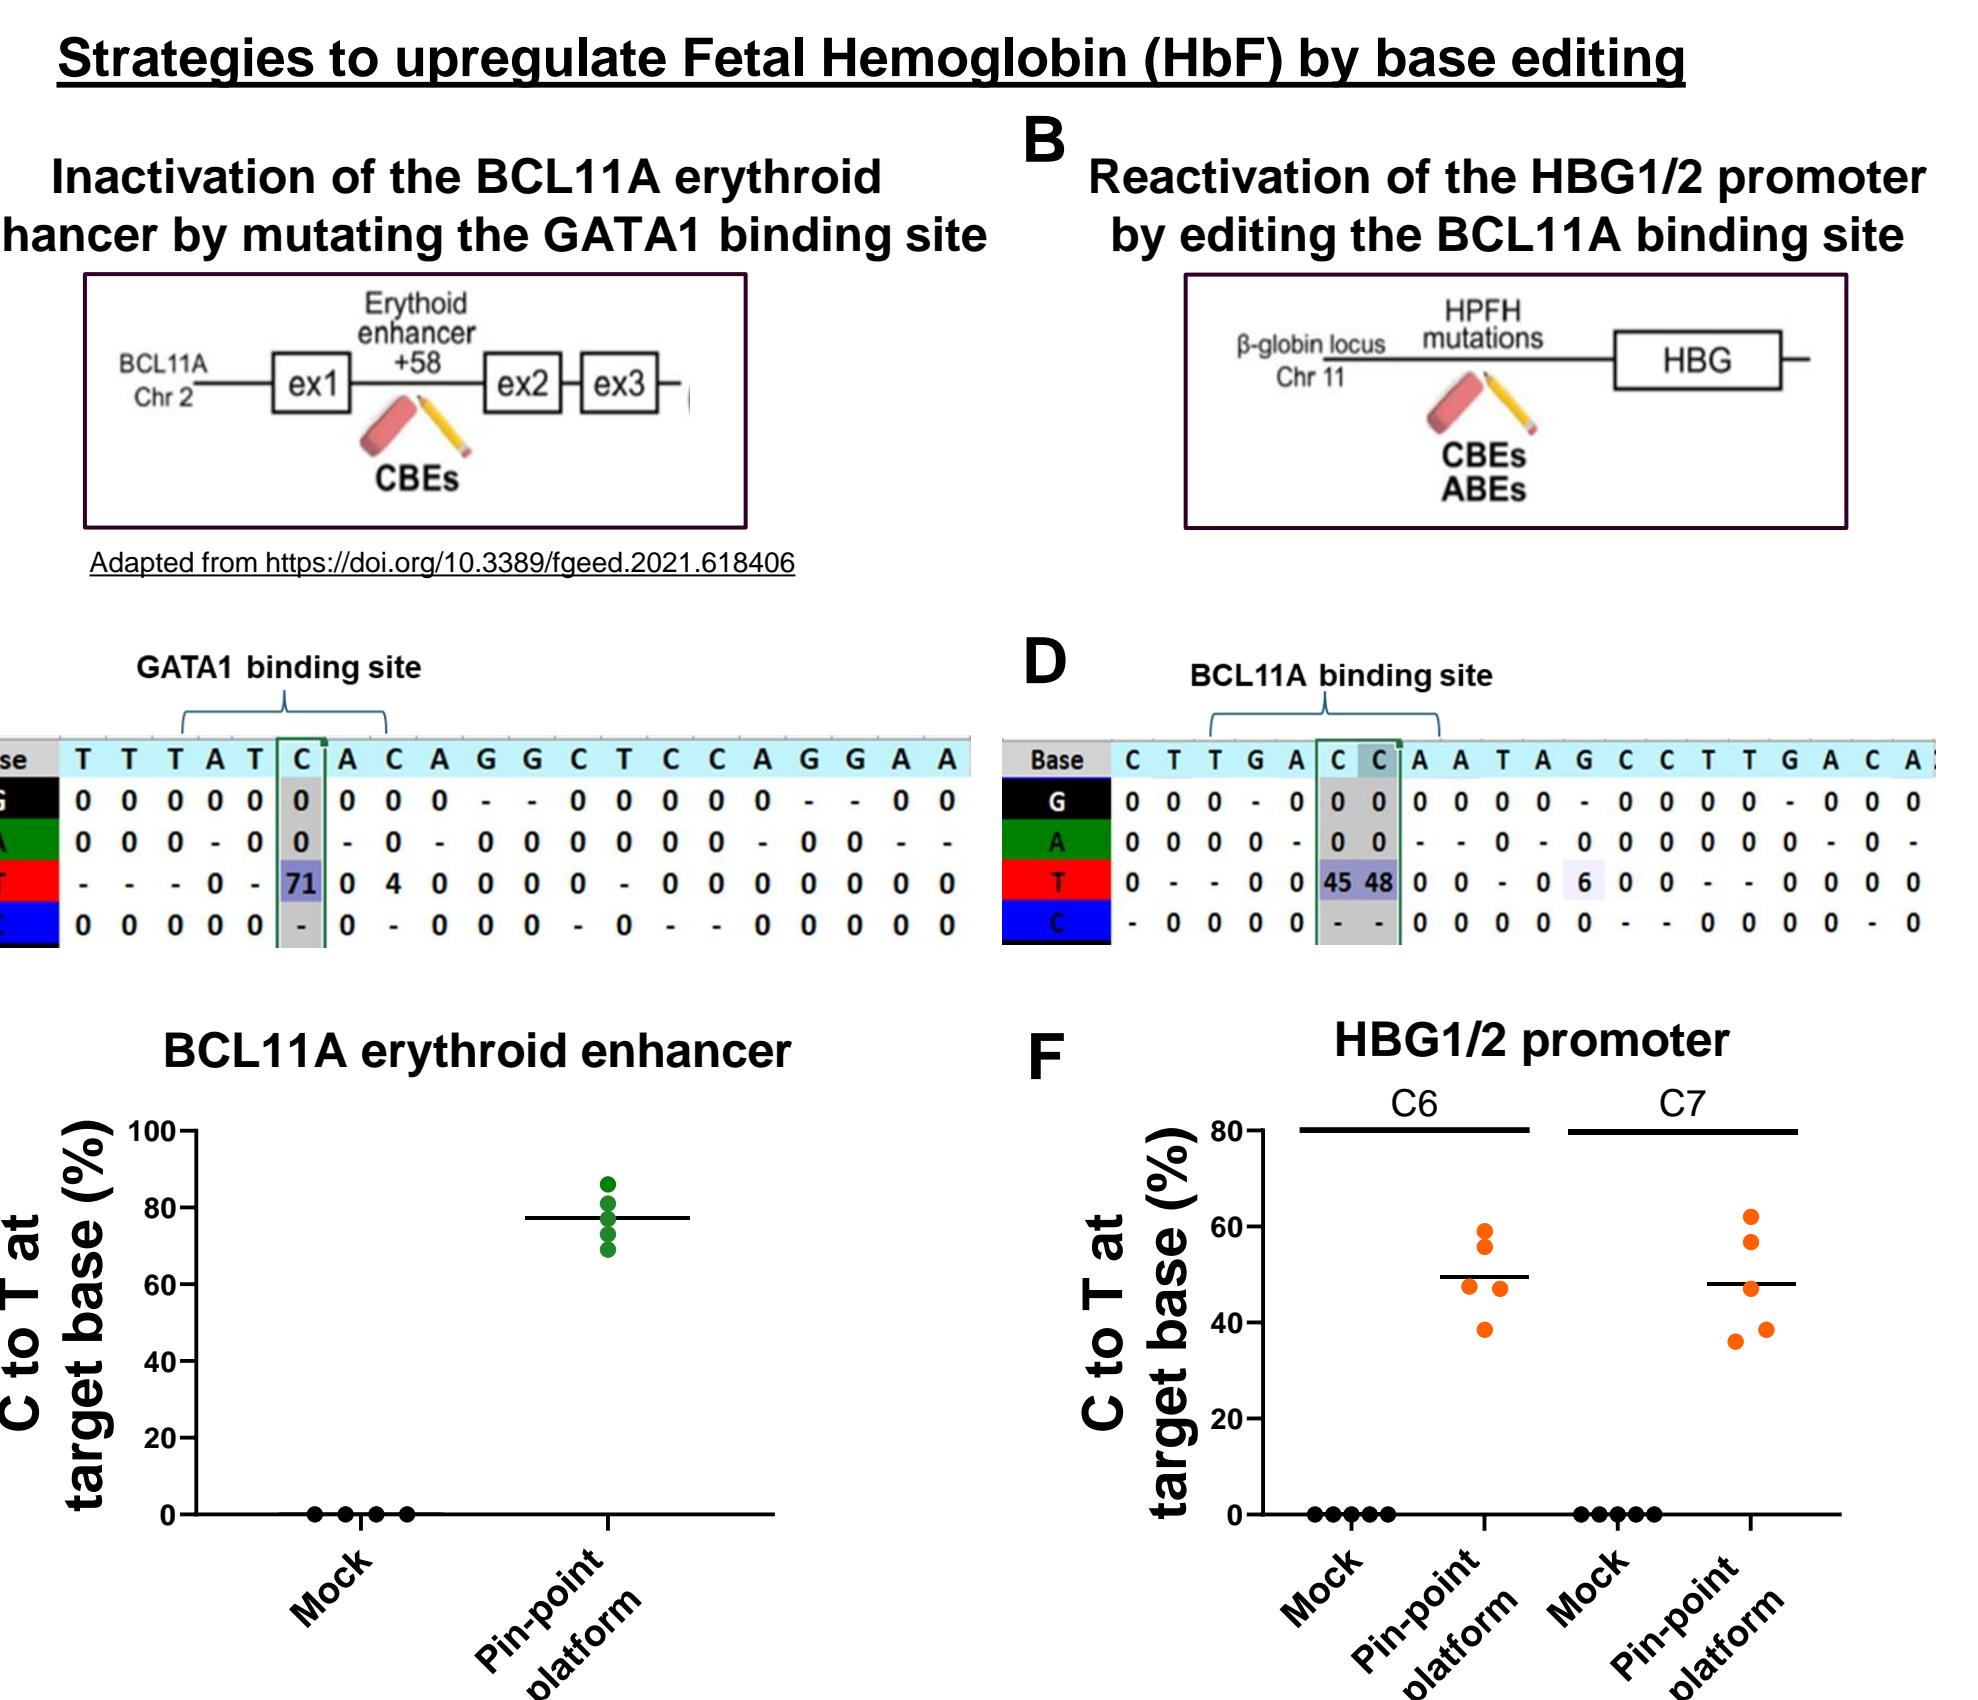 Strategies to upregulate Fetal Hemoglobin (HbF) by base editing
Inactivation of the BCL11A erythroid
hancer by mutating the GATA1 binding site
Erythoid
enhancer
+58
BCL11A
Chr 2
ex1
ex2
ex3
CBEs
Adapted from https://doi.org/10.3389/fgeed.2021.618406
B
Reactivation of the HBG1/2 promoter
by editing the BCL11A binding site
HPFH
mutations
β-globin locus
Chr 11
HBG
CBEs
ABEs
GATA1 binding site
se T T T A T C A C A G G C T C C A G G A A
G 0 0 0 0 0 0 0 0 0 - - 0 0 0 0 0 - - 0 0
A 0 0 0 - 0 0 - 0 - 0 0 0 0 0 0 - 0 0 - -
T - - - 0 - 71 0 4 0 0 0 0 - 0 0 0 0 0 0 0
C 0 0 0 0 0 - 0 - 0 0 0 - 0 - - 0 0 0 0 0
D
BCL11A binding site
Base C T T G A C C A A T A G C C T T G A C A
G 0 0 0 - 0 0 0 0 0 0 0 - 0 0 0 0 - 0 0 0
A 0 0 0 0 - 0 0 - - 0 - 0 0 0 0 0 0 - 0 -
T 0 - - 0 0 45 48 0 0 - 0 6 0 0 - - 0 0 0 0
C - 0 0 0 0 - - 0 0 0 0 0 - - 0 0 0 0 - 0
BCL11A erythroid enhancer
C to T at
target base (%)
100
80
60
40
20
0
Mock
Pin-point
platform
F
HBG1/2 promoter
C6
C7
C to T at
target base (%)
80
60
40
20
0
Mock
Pin-point
platform
Mock
Pin-point
platform